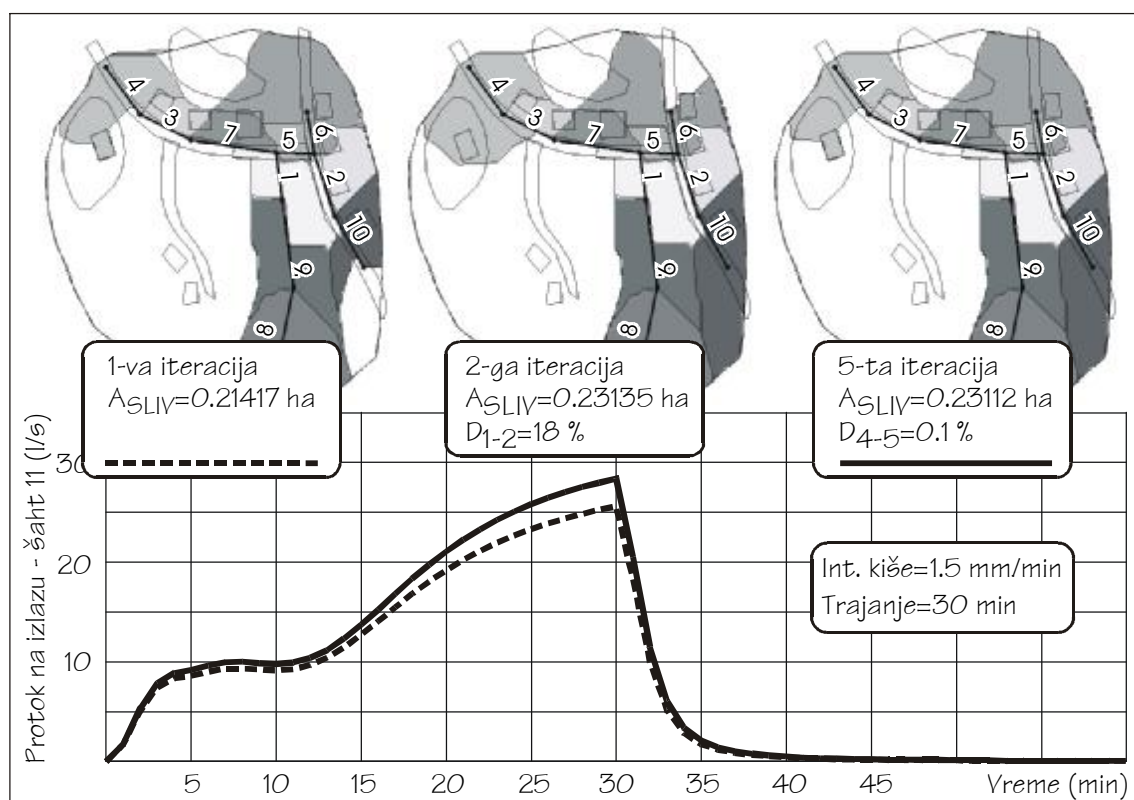 4 3 7 5 6. 1 2 10 9. 8
4 3 7 5 6. 1 2 10 9. 8
4 3 7 5 6. 1 2 10 9. 8
1-va iteracija
ASLIV=0.21417 ha
2-ga iteracija
ASLIV=0.23135 ha
D1-2=18 %
5-ta iteracija
ASLIV=0.23112 ha
D4-5=0.1 %
Protok na izlazu - šaht 11 (l/s)
30
20
10
Int. kiše=1.5 mm/min
Trajanje=30 min
5 10 15 20 25 30 35 40 45 Vreme (min)